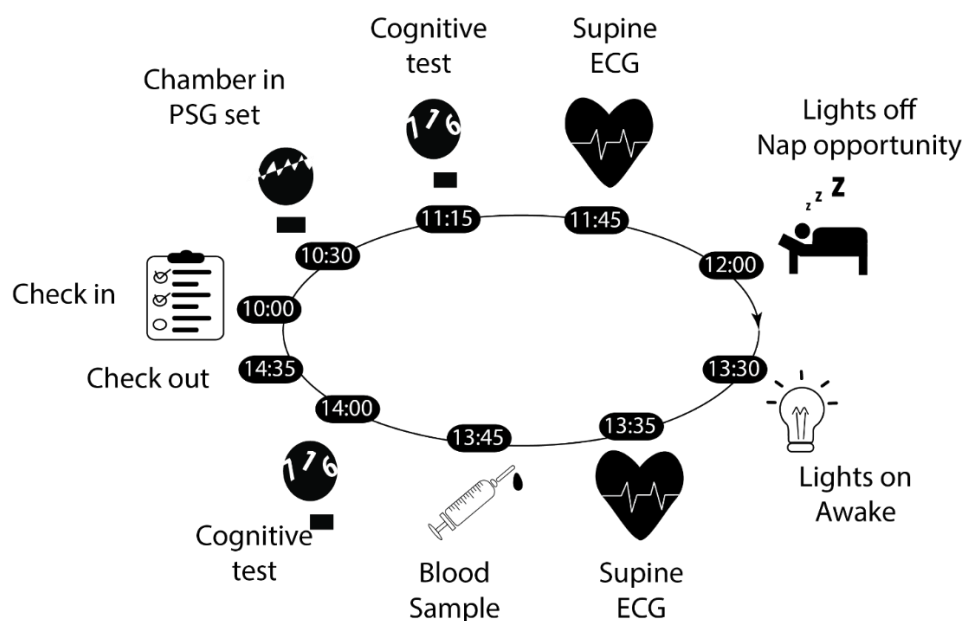 Cognitive
test
Supine
ECG
Chamber in
PSG set
Lights off
Nap opportunity
z z Z
116
11:15
11:45
10:30
12:00
Check in
10:00
Check out
14:35
13:30
14:00
13:45
13:35
116
Cognitive
test
Blood
Sample
Supine
ECG
Lights on
Awake